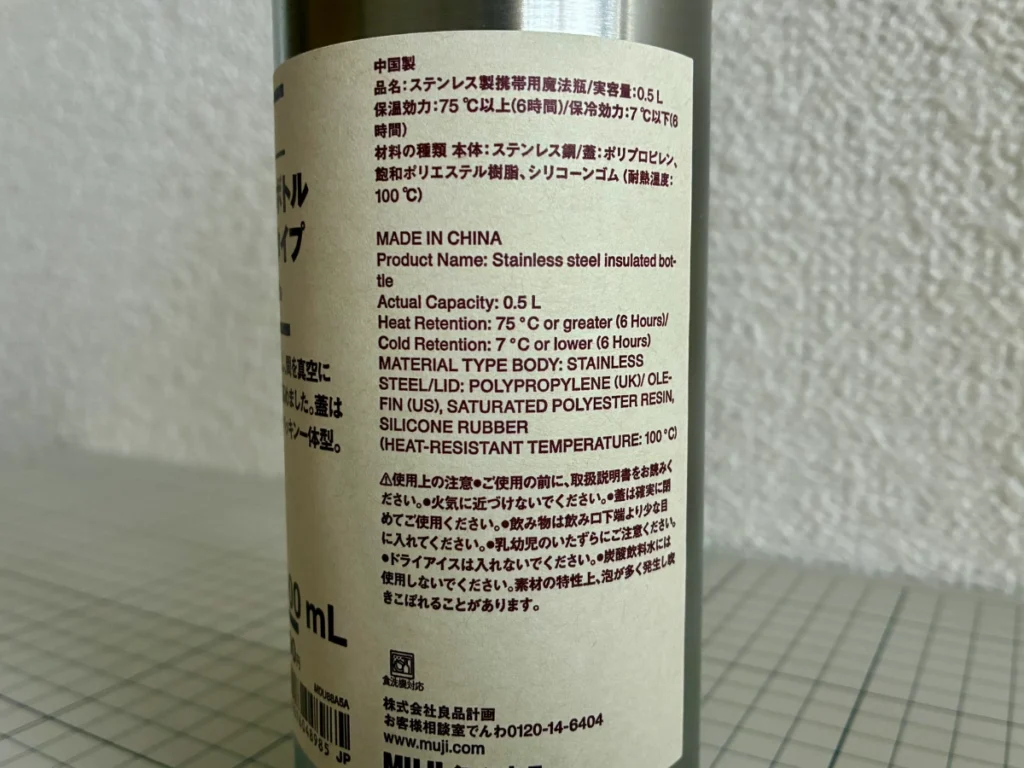 中国製
品名：ステンレス製携帯用魔法瓶/実容量：0.5 L
保温効力：75 ℃以上(6時間)/保冷効力：7 ℃以下(6
時間)
材料の種類 本体：ステンレス鋼/蓋：ポリプロピレン、
飽和ポリエステル樹脂、シリコーンゴム (耐熱温度：
100 ℃)
MADE IN CHINA
Product Name: Stainless steel insulated bot-
tle
Actual Capacity: 0.5 L
Heat Retention: 75 °C or greater (6 Hours)/
Cold Retention: 7 °C or lower (6 Hours)
MATERIAL TYPE BODY: STAINLESS
STEEL/LID: POLYPROPYLENE (UK)/ OLE-
FIN (US), SATURATED POLYESTER RESIN,
SILICONE RUBBER
(HEAT-RESISTANT TEMPERATURE: 100 °C)
⚠使用上の注意●ご使用の前に、取扱説明書をお読みく
ださい。●火気に近づけないでください。●蓋は確実に閉
めてご使用ください。●飲み物は飲み口下端より少な目
に入れてください。●乳幼児のいたずらにご注意ください。
●ドライアイスは入れないでください。●炭酸飲料水には
使用しないでください。素材の特性上、泡が多く発生し吹
きこぼれることがあります。
食洗機対応
株式会社良品計画
お客様相談室でんわ0120-14-6404
www.muji.com
MUJI
トル
イプ
間を真空に
ました。蓋は
キン一体型。
0 mL
48985 JP